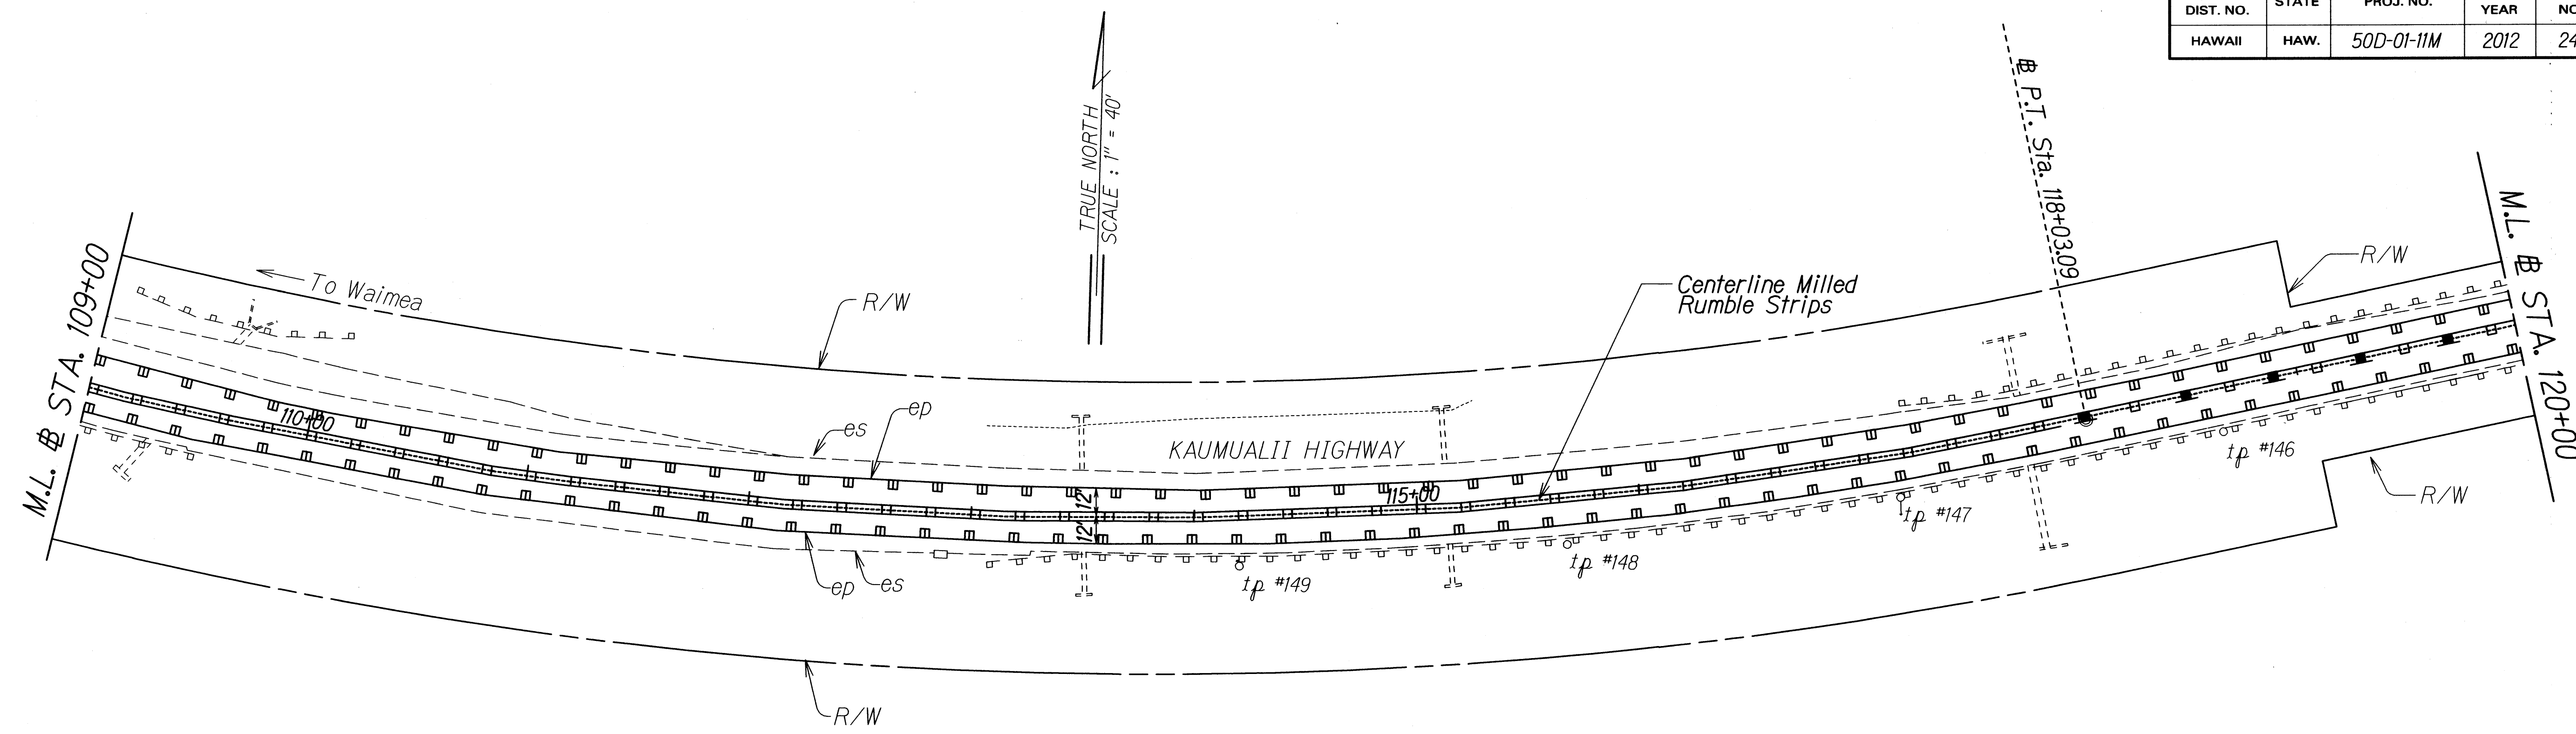 DIST. NO. STATE PROJ. NO. YEAR
HAWAII HAW. 50D-01-11M 2012 24
TRUE NORTH
SCALE : 1" = 40'
P.T. Sta. 118+03.09
M.L. STA. 109+00
To Waimea
R/W
Centerline Milled
Rumble Strips
R/W
M.L. STA. 120+00
110+00
es
ep
KAUMUALII HIGHWAY
115+00
12'
12'
tp #146
R/W
tp #147
tp #148
tp #149
ep
es
R/W